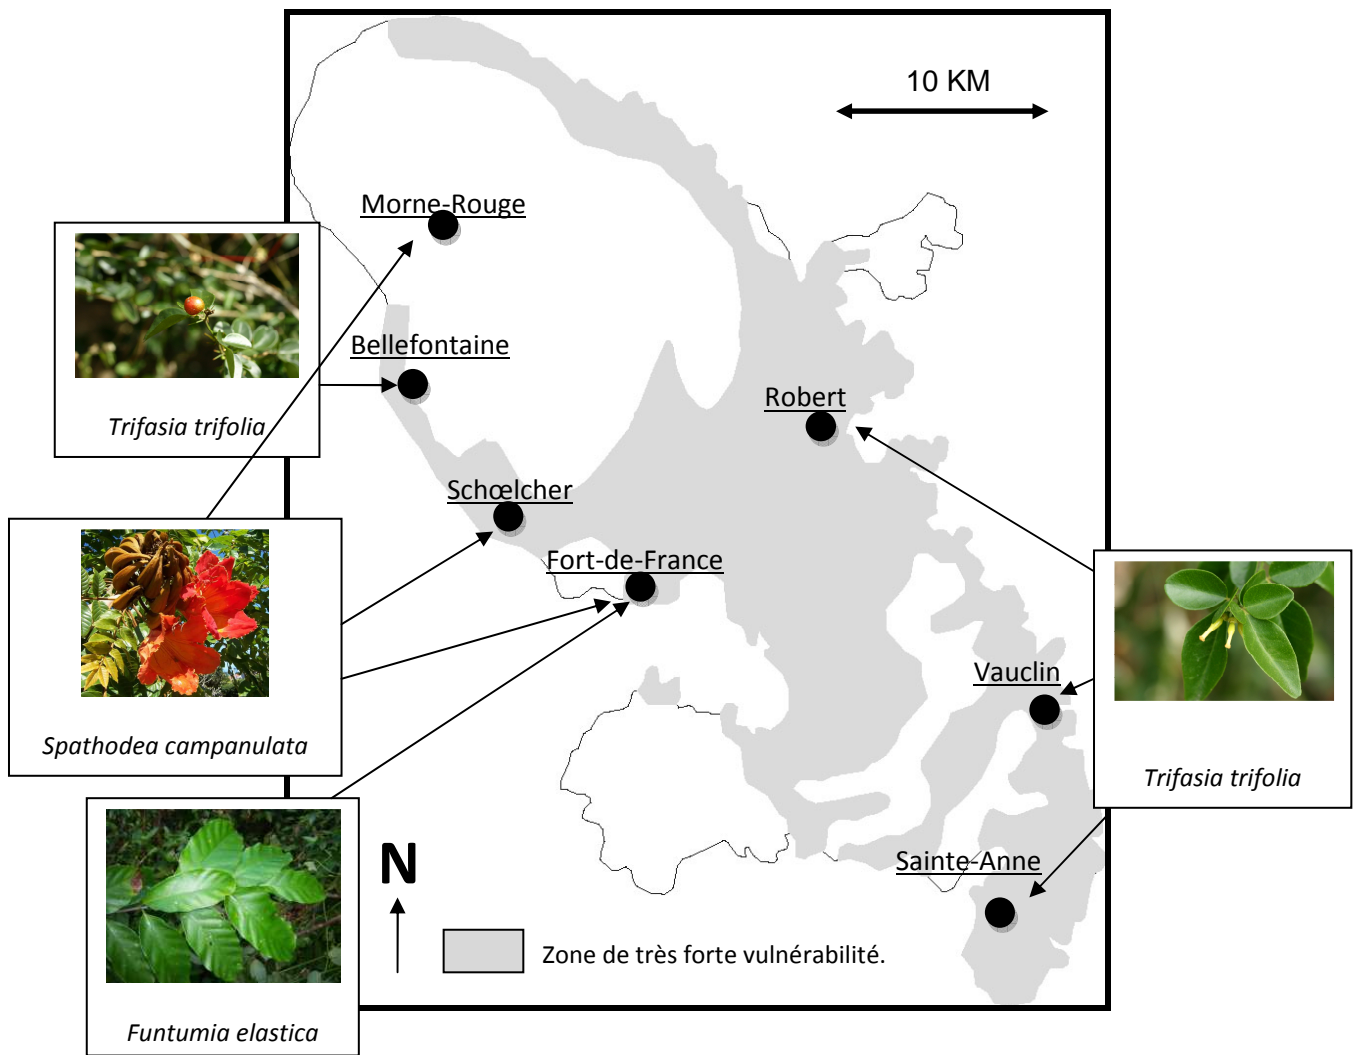 10 KM
Morne-Rouge
Bellefontaine
Trifasia trifolia
Robert
Schœlcher
Fort-de-France
Spathodea campanulata
Vauclin
Trifasia trifolia
Sainte-Anne
N
Zone de très forte vulnérabilité.
Funtumia elastica